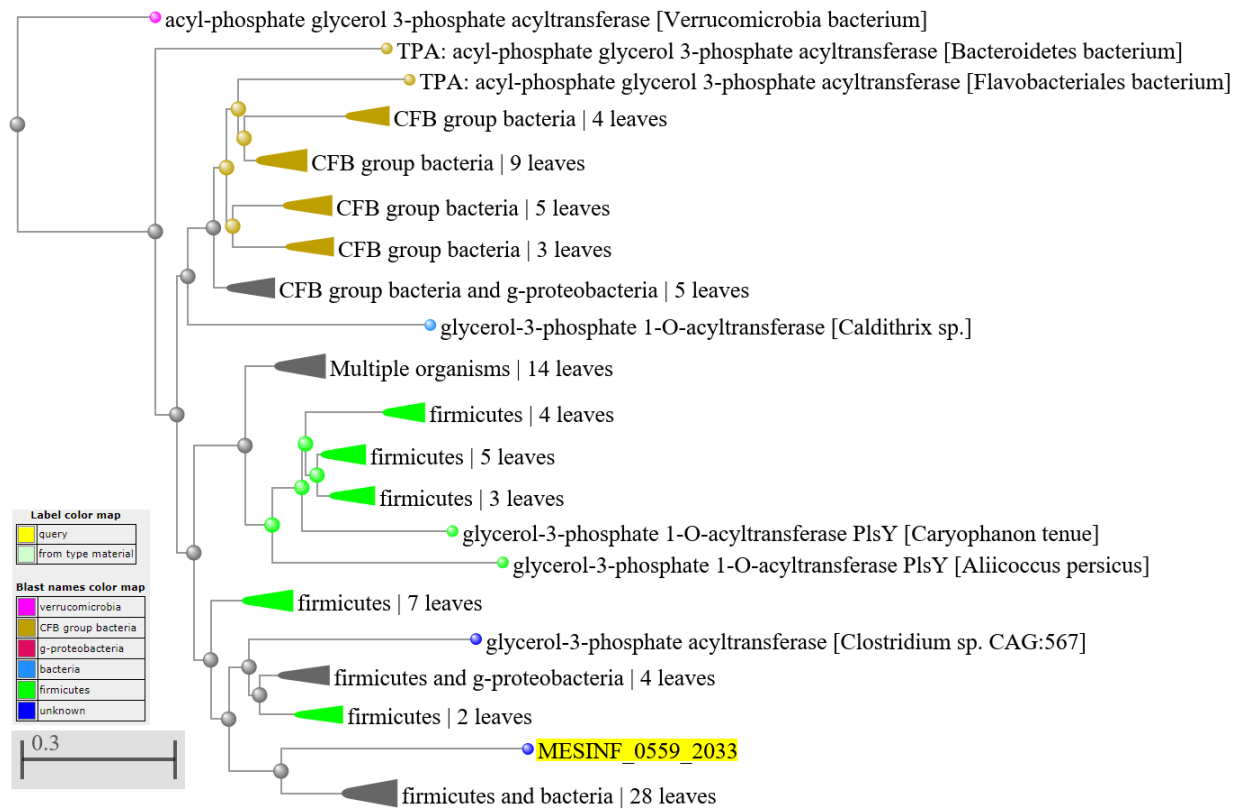 acyl-phosphate glycerol 3-phosphate acyltransferase [Verrucomicrobia bacterium]
TPA: acyl-phosphate glycerol 3-phosphate acyltransferase [Bacteroidetes bacterium]
TPA: acyl-phosphate glycerol 3-phosphate acyltransferase [Flavobacteriales bacterium]
CFB group bacteria | 4 leaves
CFB group bacteria | 9 leaves
CFB group bacteria | 5 leaves
CFB group bacteria | 3 leaves
CFB group bacteria and g-proteobacteria | 5 leaves
glycerol-3-phosphate 1-O-acyltransferase [Caldithrix sp.]
Multiple organisms | 14 leaves
firmicutes | 4 leaves
firmicutes | 5 leaves
firmicutes | 3 leaves
glycerol-3-phosphate 1-O-acyltransferase PlsY [Caryophanon tenue]
glycerol-3-phosphate 1-O-acyltransferase PlsY [Aliicoccus persicus]
firmicutes | 7 leaves
glycerol-3-phosphate acyltransferase [Clostridium sp. CAG:567]
firmicutes and g-proteobacteria | 4 leaves
firmicutes | 2 leaves
MESINF_0559_2033
firmicutes and bacteria | 28 leaves
Label color map
query
from type material
Blast names color map
verrucomicrobia
CFB group bacteria
g-proteobacteria
bacteria
firmicutes
unknown
0.3